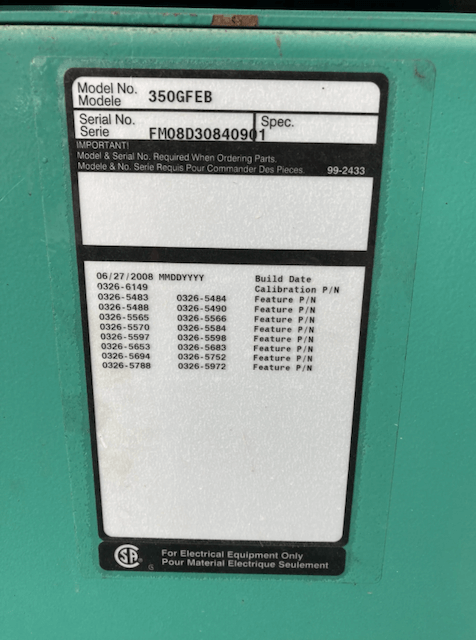 Model No. 350GFEB
Modele
Serial No. Spec.
Serie FM08D30840901
IMPORTANT!
Model & Serial No. Required When Ordering Parts.
Modele & No. Serie Requis Pour Commander Des Pieces. 99-2433
06/27/2008 MMDDYYYY Build Date
0326-6149 Calibration P/N
0326-5483 0326-5484 Feature P/N
0326-5488 0326-5490 Feature P/N
0326-5565 0326-5566 Feature P/N
0326-5570 0326-5584 Feature P/N
0326-5597 0326-5598 Feature P/N
0326-5653 0326-5683 Feature P/N
0326-5694 0326-5752 Feature P/N
0326-5788 0326-5972 Feature P/N
SA ® For Electrical Equipment Only
6 Pour Material Electrique Seulement